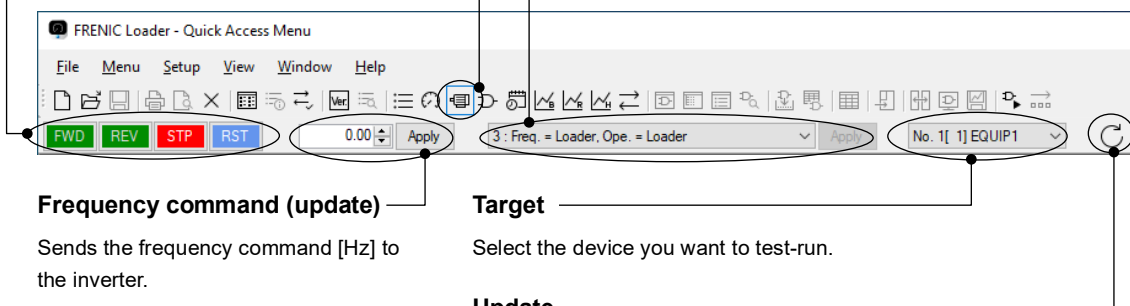 FRENIC Loader - Quick Access Menu
File Menu Setup View Window Help
Ver.
FWD REV STP RST 0.00 Apply 3 : Freq. = Loader, Ope. = Loader Apply No. 1[ 1] EQUIP1
Frequency command (update)
Sends the frequency command [Hz] to
the inverter.
Target
Select the device you want to test-run.
Update